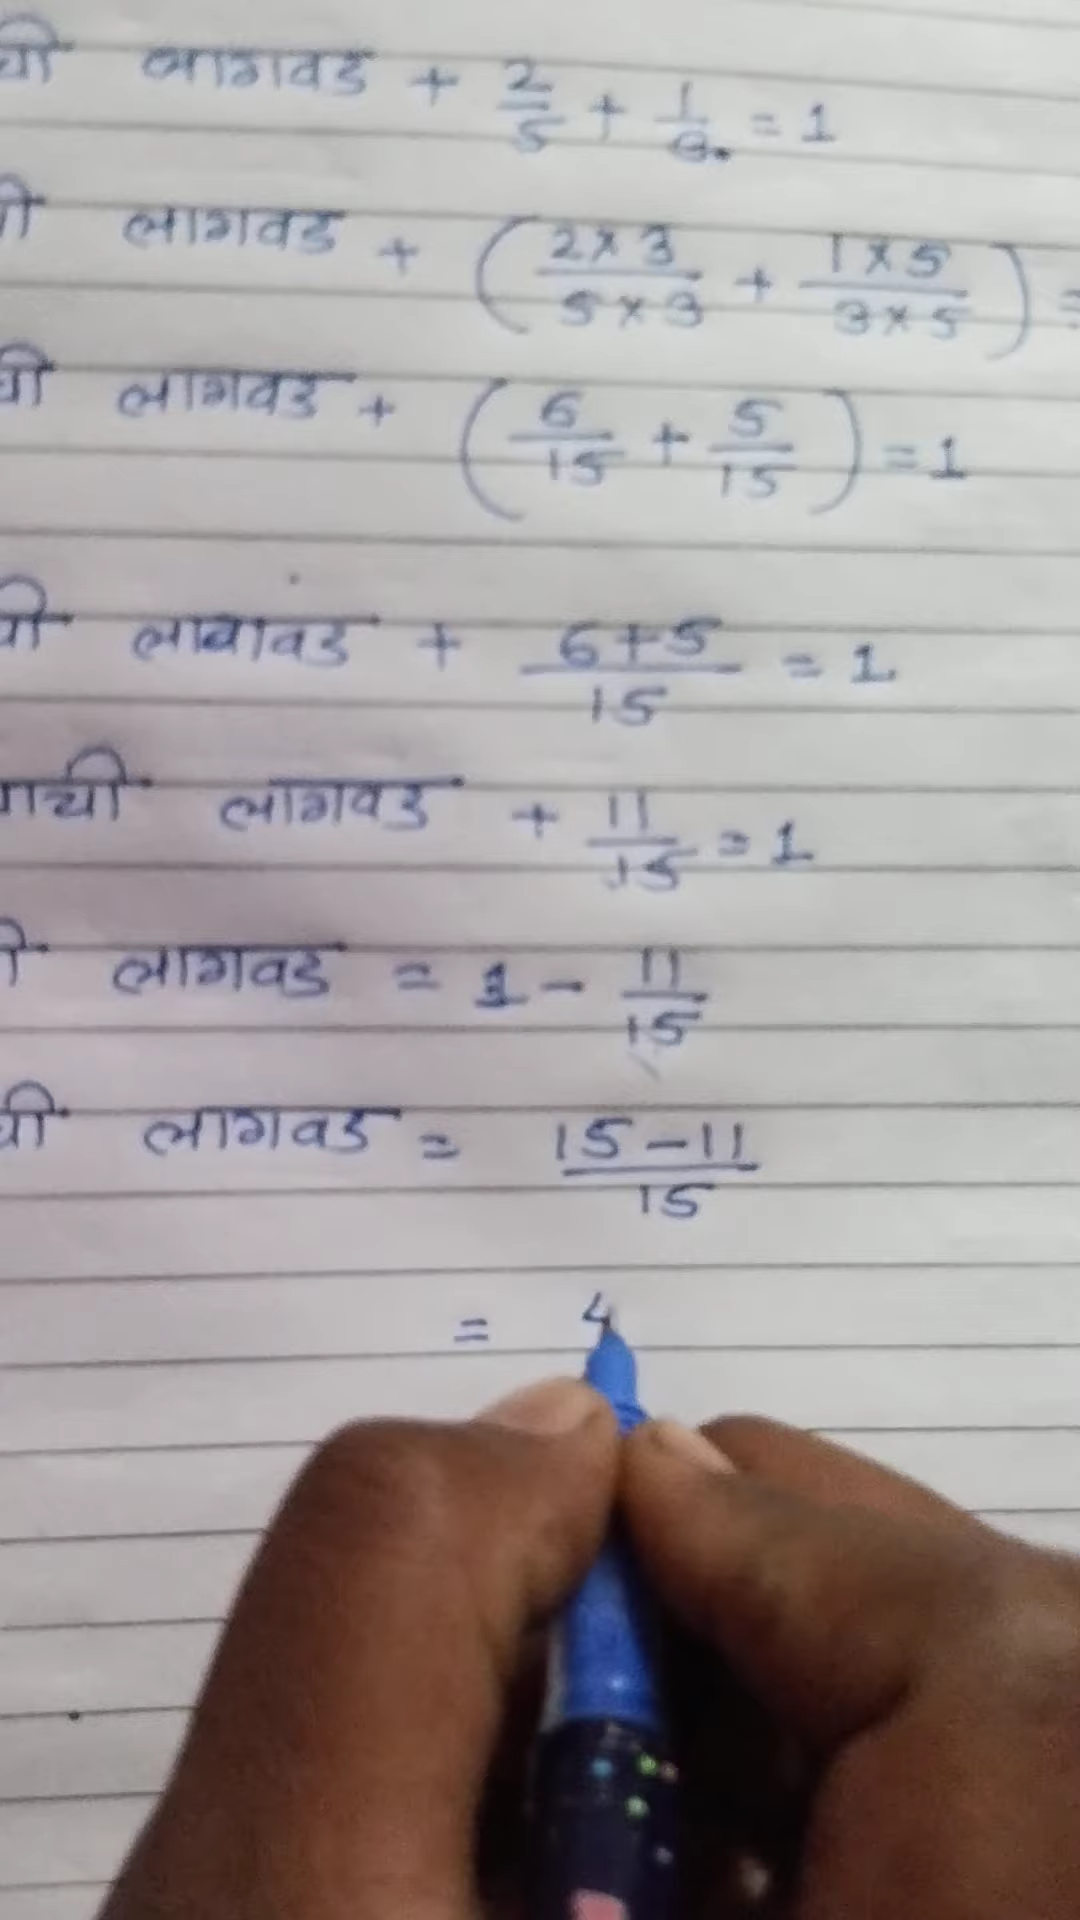 ची लागवड + 2/5 + 1/3 = 1
ची लागवड + (2×3/5×3 + 1×5/3×5) =
ची लागवड + (6/15 + 5/15) = 1
ची लागवड + 6+5/15 = 1
गाची लागवड + 11/15 = 1
ी लागवड = 1 - 11/15
ची लागवड = 15-11/15
= 4